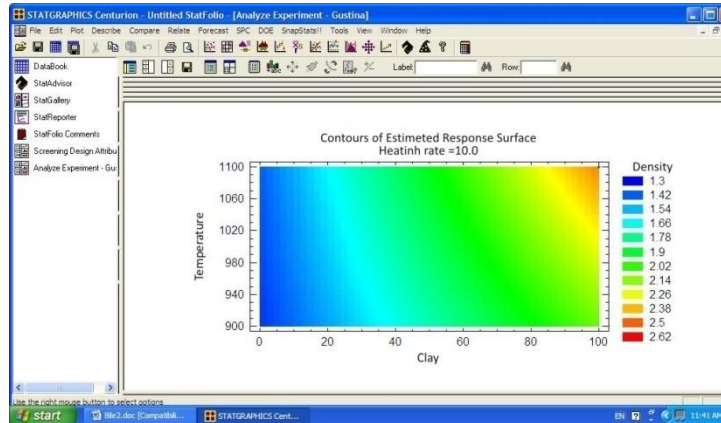 STATGRAPHICS Centurion - Untitled StatFolio - [Analyze Experiment - Gustina]
File Edit Plot Describe Compare Relate Forecast SPC DOE SnapStats!! Tools View Window Help
Label: Row:
DataBook
StatAdvisor
StatGallery
StatReporter
StatFolio Comments
Screening Design Attribu
Analyze Experiment - Gu
Contours of Estimeted Response Surface
Heatinh rate =10.0
Temperature
1100
1060
1020
980
940
900
0 20 40 60 80 100
Clay
Density
1.3
1.42
1.54
1.66
1.78
1.9
2.02
2.14
2.26
2.38
2.5
2.62
Use the right mouse button to select options
start Bile2.doc [Compatibili... STATGRAPHICS Cent... EN 11:41 AM